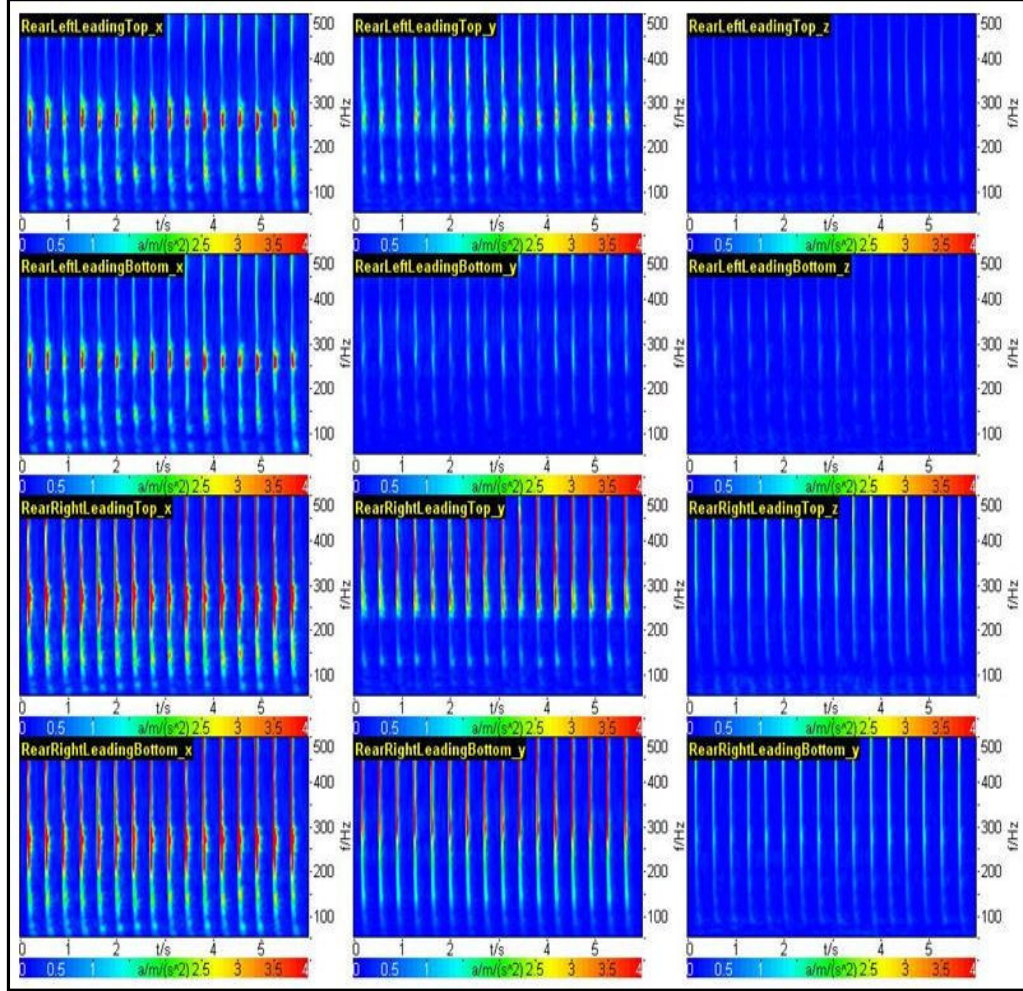 RearLeftLeadingTop_x
500
400
300
200
100
f/Hz
0 1 2 t/s 4 5
0 0.5 1 a/m/(s^2) 2.5 3 3.5 4
RearLeftLeadingTop_y
500
400
300
200
100
f/Hz
0 1 2 t/s 4 5
0 0.5 1 a/m/(s^2) 2.5 3 3.5 4
RearLeftLeadingTop_z
500
400
300
200
100
f/Hz
0 1 2 t/s 4 5
0 0.5 1 a/m/(s^2) 2.5 3 3.5 4
RearLeftLeadingBottom_x
500
400
300
200
100
f/Hz
0 1 2 t/s 4 5
0 0.5 1 a/m/(s^2) 2.5 3 3.5 4
RearLeftLeadingBottom_y
500
400
300
200
100
f/Hz
0 1 2 t/s 4 5
0 0.5 1 a/m/(s^2) 2.5 3 3.5 4
RearLeftLeadingBottom_z
500
400
300
200
100
f/Hz
0 1 2 t/s 4 5
0 0.5 1 a/m/(s^2) 2.5 3 3.5 4
RearRightLeadingTop_x
500
400
300
200
100
f/Hz
0 1 2 t/s 4 5
0 0.5 1 a/m/(s^2) 2.5 3 3.5 4
RearRightLeadingTop_y
500
400
300
200
100
f/Hz
0 1 2 t/s 4 5
0 0.5 1 a/m/(s^2) 2.5 3 3.5 4
RearRightLeadingTop_z
500
400
300
200
100
f/Hz
0 1 2 t/s 4 5
0 0.5 1 a/m/(s^2) 2.5 3 3.5 4
RearRightLeadingBottom_x
500
400
300
200
100
f/Hz
0 1 2 t/s 4 5
0 0.5 1 a/m/(s^2) 2.5 3 3.5 4
RearRightLeadingBottom_y
500
400
300
200
100
f/Hz
0 1 2 t/s 4 5
0 0.5 1 a/m/(s^2) 2.5 3 3.5 4
RearRightLeadingBottom_y
500
400
300
200
100
f/Hz
0 1 2 t/s 4 5
0 0.5 1 a/m/(s^2) 2.5 3 3.5 4